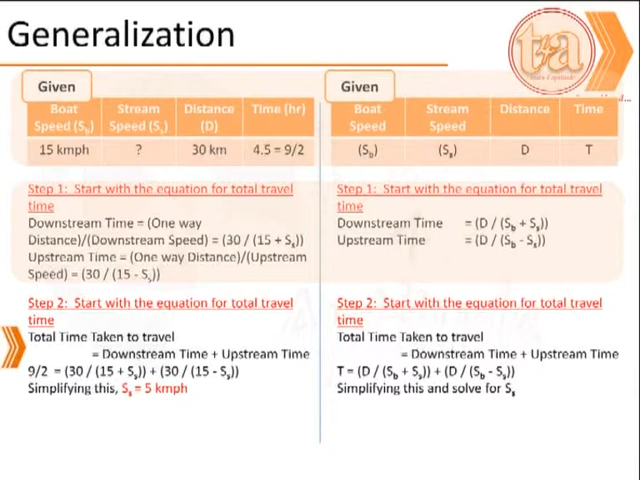 Generalization
t4a
Given
Boat Speed (Sb) Stream Speed (Ss) Distance (D) Time (hr)
15 kmph ? 30 km 4.5 = 9/2
Step 1: Start with the equation for total travel
time
Downstream Time = (One way
Distance)/(Downstream Speed) = (30 / (15 + Ss))
Upstream Time = (One way Distance)/(Upstream
Speed) = (30 / (15 - Ss))
Step 2: Start with the equation for total travel
time
Total Time Taken to travel
= Downstream Time + Upstream Time
9/2 = (30 / (15 + Ss)) + (30 / (15 - Ss))
Simplifying this, Ss = 5 kmph
Given
Boat Speed Stream Speed Distance Time
(Sb) (Ss) D T
Step 1: Start with the equation for total travel
time
Downstream Time = (D / (Sb + Ss))
Upstream Time = (D / (Sb - Ss))
Step 2: Start with the equation for total travel
time
Total Time Taken to travel
= Downstream Time + Upstream Time
T = (D / (Sb + Ss)) + (D / (Sb - Ss))
Simplifying this and solve for Ss